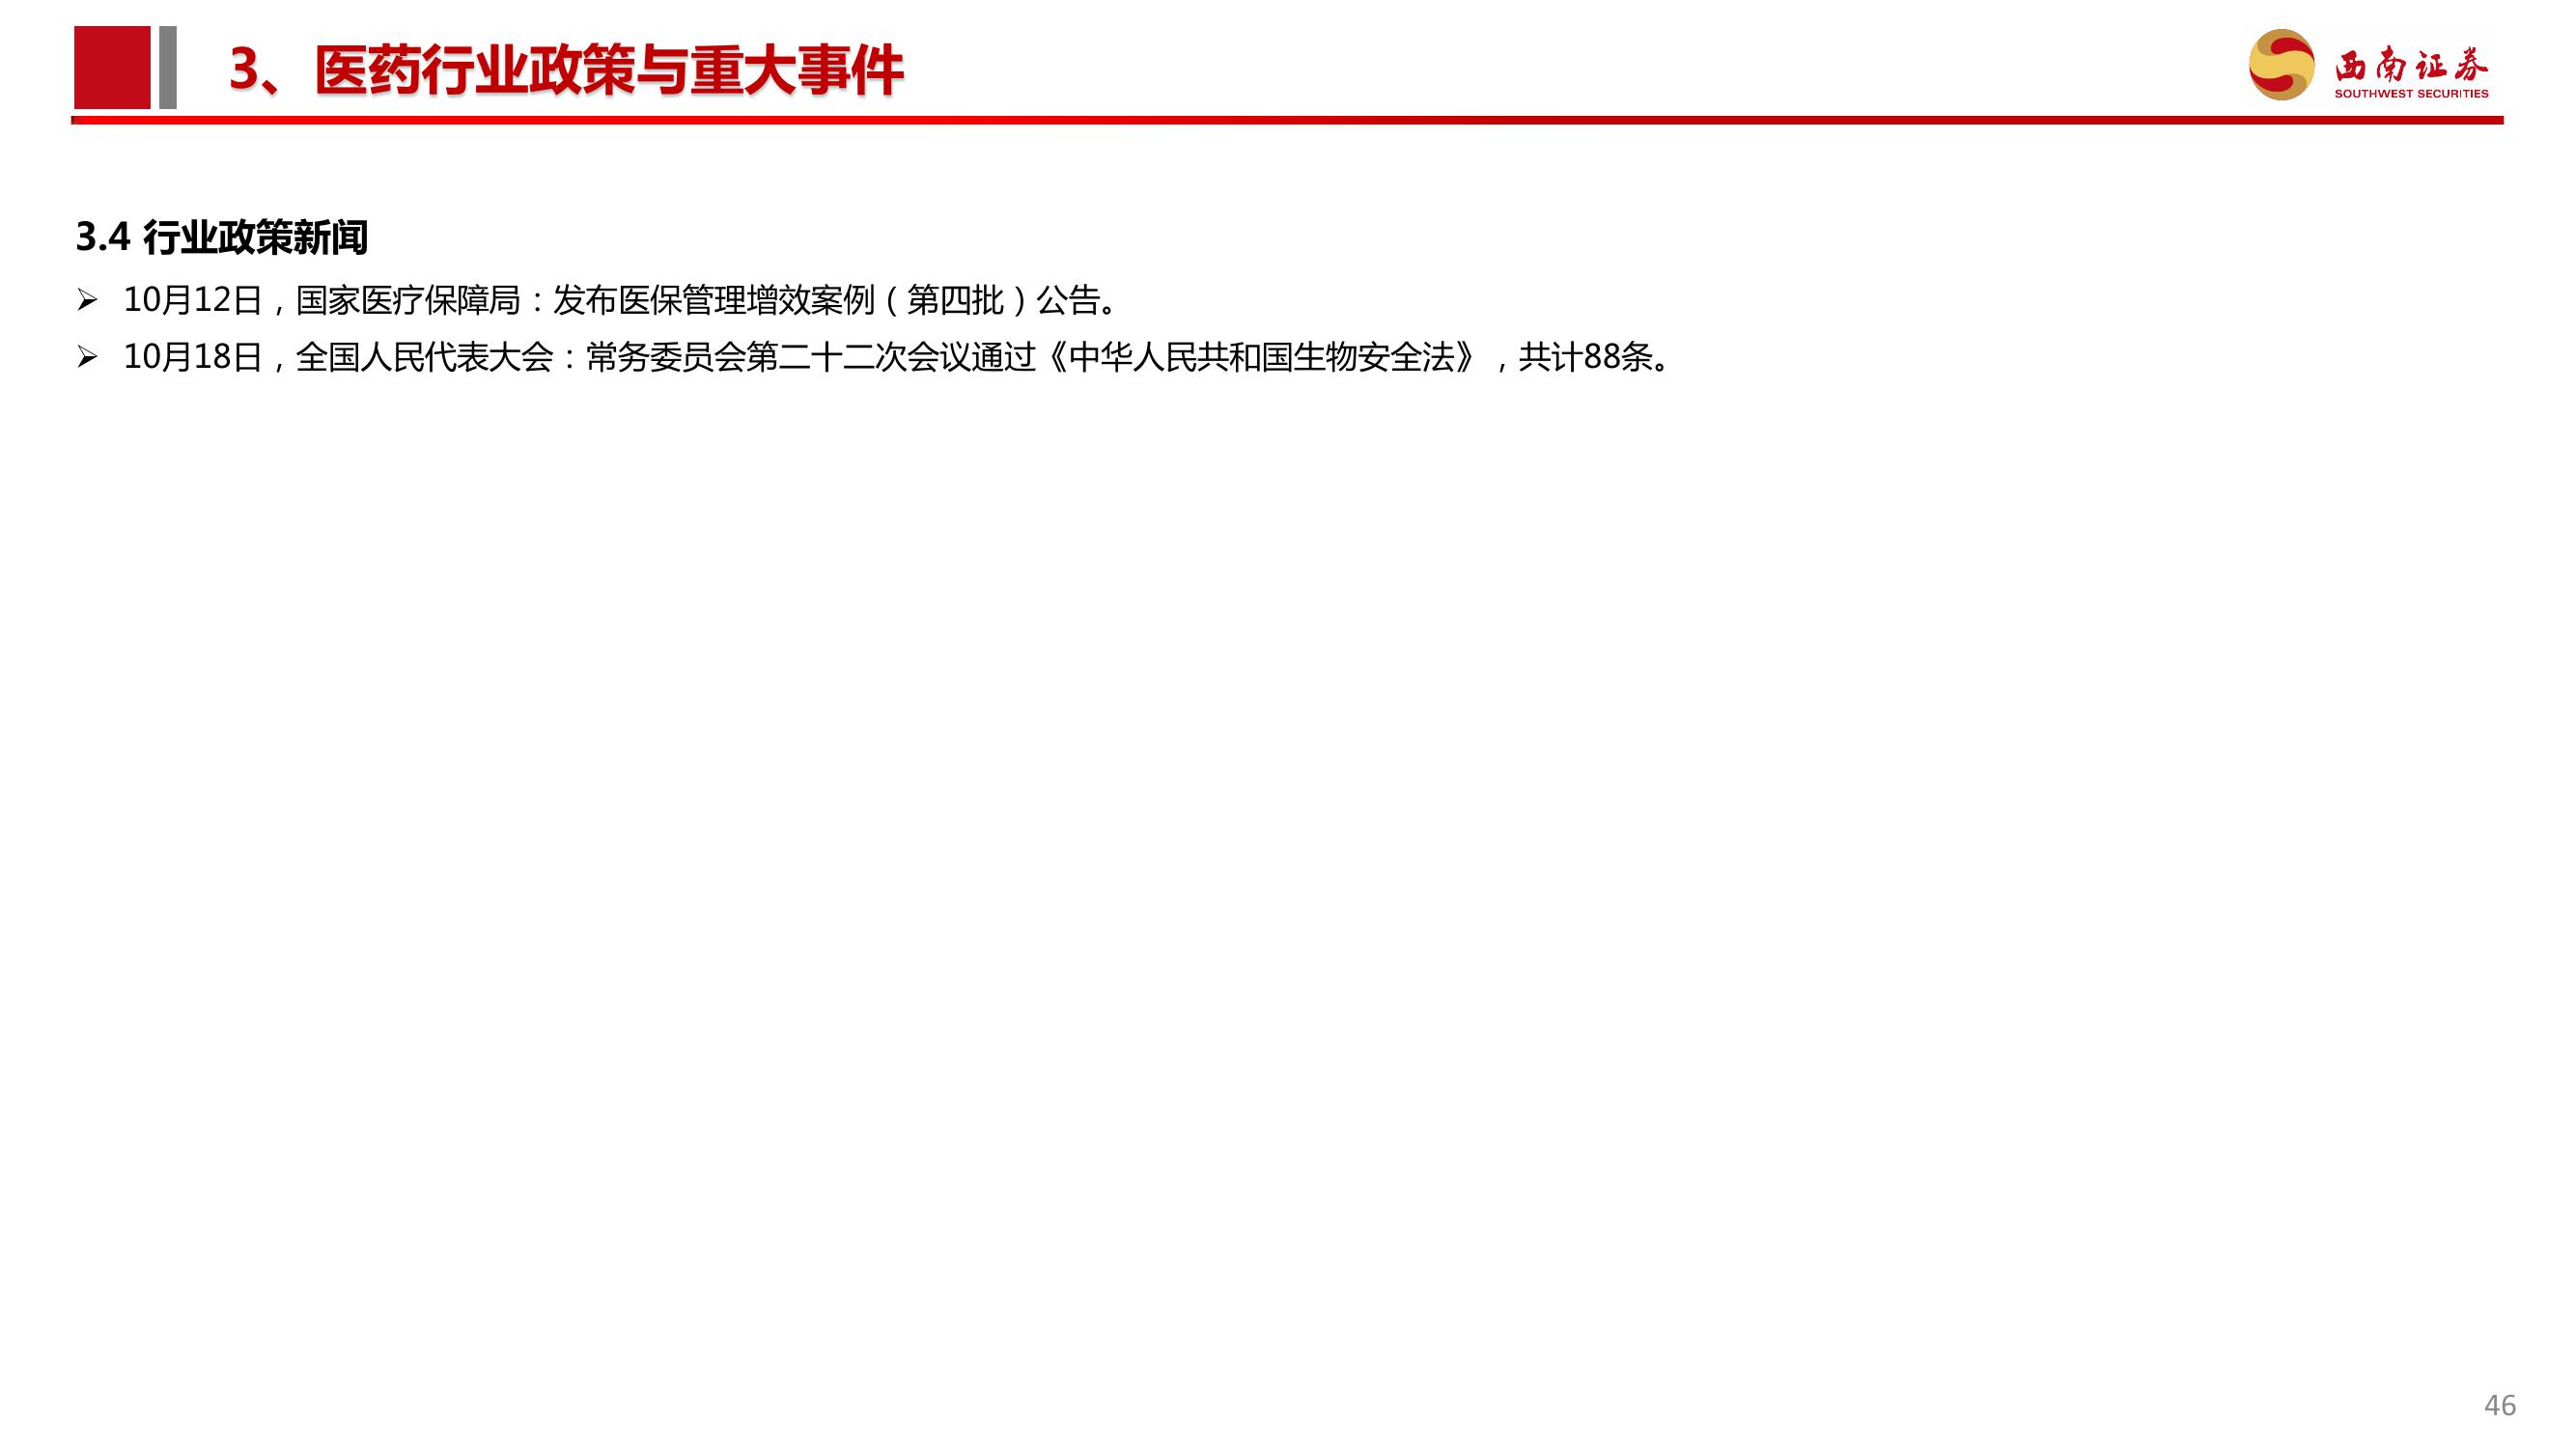 3、医药行业政策与重大事件
西南证券
SOUTHWEST SECURITIES
3.4 行业政策新闻
➢ 10月12日，国家医疗保障局：发布医保管理增效案例（第四批）公告。
➢ 10月18日，全国人民代表大会：常务委员会第二十二次会议通过《中华人民共和国生物安全法》，共计88条。
46